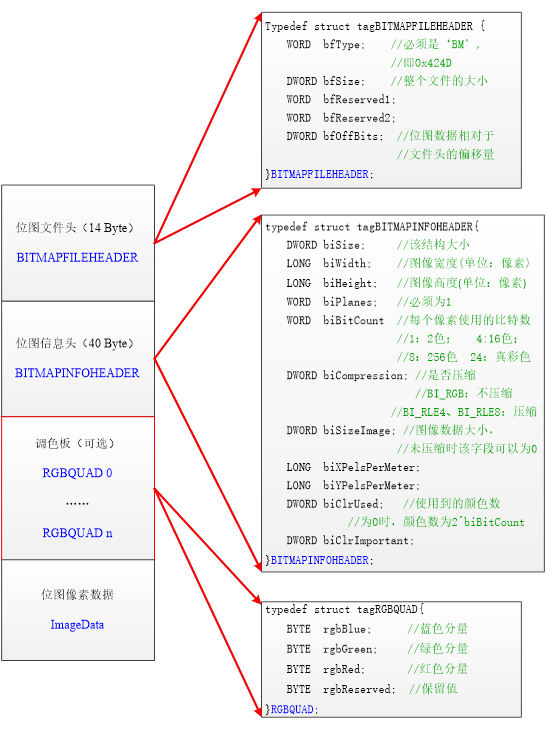 Typedef struct tagBITMAPFILEHEADER {
WORD bfType; //必须是‘BM’,
//即0x424D
DWORD bfSize; //整个文件的大小
WORD bfReserved1;
WORD bfReserved2;
DWORD bfOffBits; //位图数据相对于
//文件头的偏移量
}BITMAPFILEHEADER;
位图文件头（14 Byte）
BITMAPFILEHEADER
位图信息头（40 Byte）
BITMAPINFOHEADER
调色板（可选）
RGBQUAD 0
……
RGBQUAD n
位图像素数据
ImageData
typedef struct tagBITMAPINFOHEADER{
DWORD biSize; //该结构大小
LONG biWidth; //图像宽度(单位：像素)
LONG biHeight; //图像高度(单位：像素)
WORD biPlanes; //必须为1
WORD biBitCount //每个像素使用的比特数
//1：2色； 4:16色；
//8：256色 24：真彩色
DWORD biCompression; //是否压缩
//BI_RGB：不压缩
//BI_RLE4、BI_RLE8：压缩
DWORD biSizeImage; //图像数据大小，
//未压缩时该字段可以为0
LONG biXPelsPerMeter;
LONG biYPelsPerMeter;
DWORD biClrUsed; //使用到的颜色数
//为0时，颜色数为2^biBitCount
DWORD biClrImportant;
}BITMAPINFOHEADER;
typedef struct tagRGBQUAD{
BYTE rgbBlue; //蓝色分量
BYTE rgbGreen; //绿色分量
BYTE rgbRed; //红色分量
BYTE rgbReserved; //保留值
}RGBQUAD;